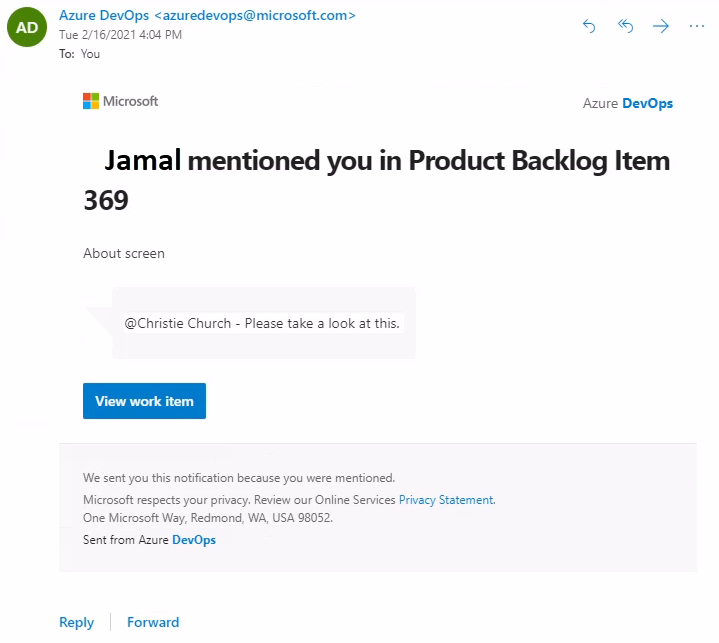 AD
Azure DevOps <azuredevops@microsoft.com>
Tue 2/16/2021 4:04 PM
To: You
Microsoft
Azure DevOps
Jamal mentioned you in Product Backlog Item
369
About screen
@Christie Church - Please take a look at this.
View work item
We sent you this notification because you were mentioned.
Microsoft respects your privacy. Review our Online Services Privacy Statement.
One Microsoft Way, Redmond, WA, USA 98052.
Sent from Azure DevOps
Reply
Forward